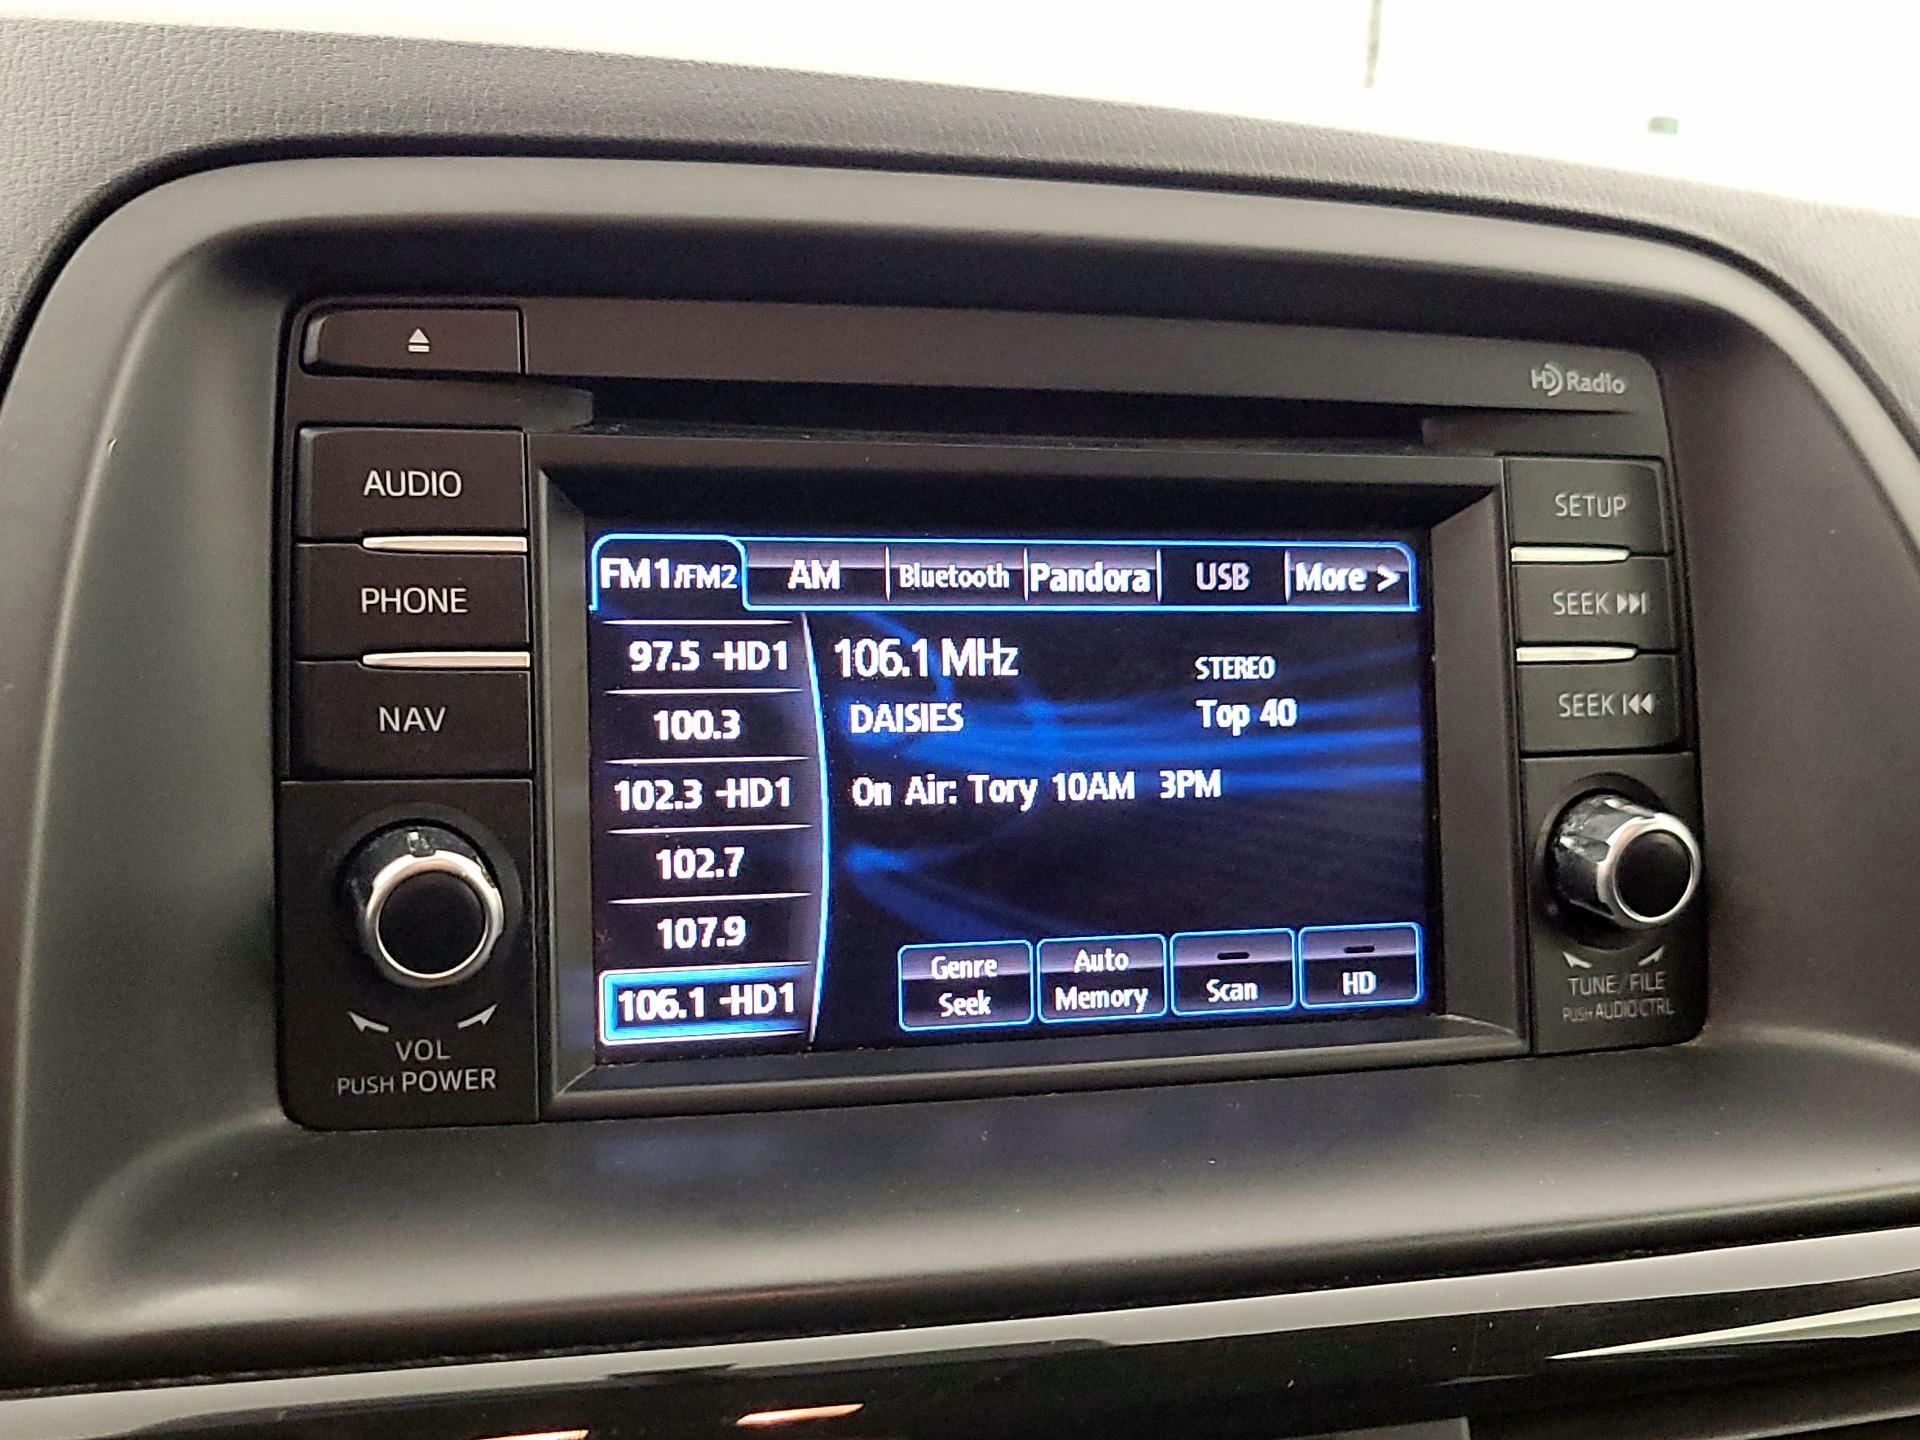 HD Radio
AUDIO
PHONE
NAV
VOL
PUSH POWER
FM1/FM2 AM Bluetooth Pandora USB More >
97.5 -HD1
100.3
102.3 -HD1
102.7
107.9
106.1 -HD1
106.1 MHz STEREO
DAISIES Top 40
On Air: Tory 10AM 3PM
Genre Seek
Auto Memory
Scan
HD
SETUP
SEEK
SEEK
TUNE/FILE
PUSH AUDIO CTRL